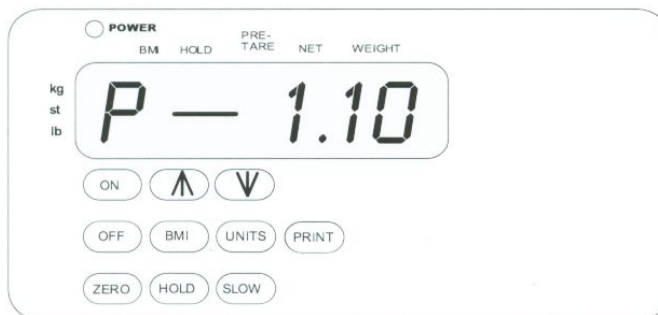 POWER
BMI HOLD PRE-TARE NET WEIGHT
kg
st
lb
P — 1.10
ON
OFF BMI UNITS PRINT
ZERO HOLD SLOW